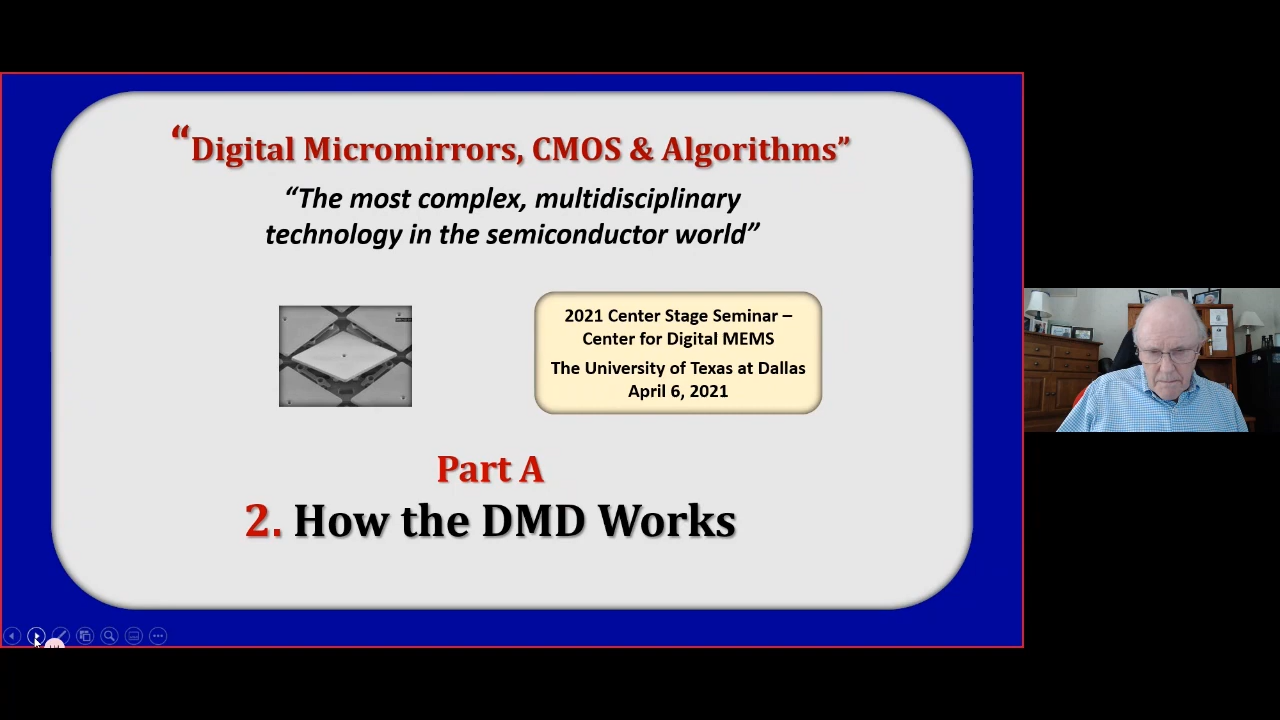 “Digital Micromirrors, CMOS & Algorithms”
“The most complex, multidisciplinary
technology in the semiconductor world”
2021 Center Stage Seminar –
Center for Digital MEMS
The University of Texas at Dallas
April 6, 2021
Part A
2. How the DMD Works